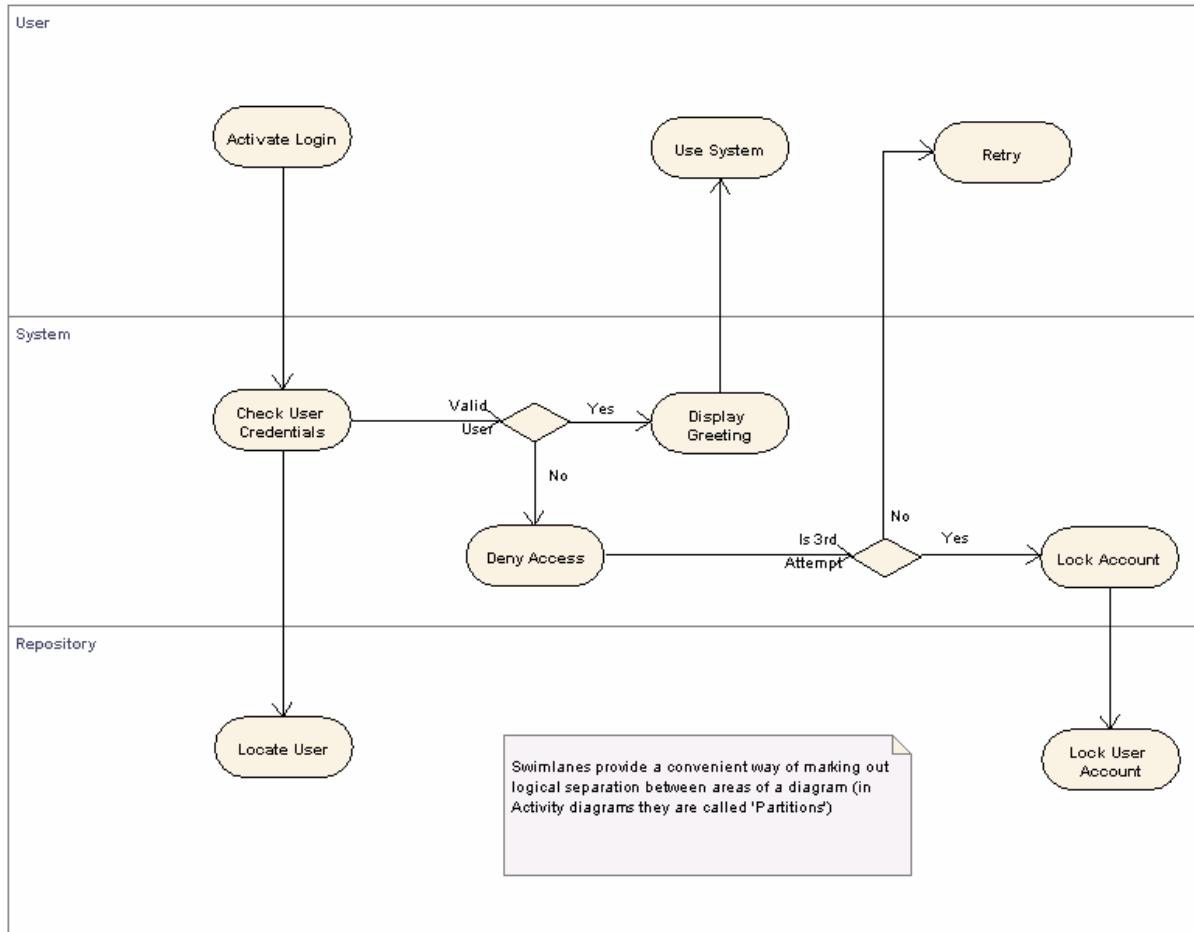 User
Activate Login
Use System
Retry
System
Check User
Credentials
Valid
User
Yes
Display
Greeting
No
Deny Access
Is 3rd
Attempt
No
Yes
Lock Account
Repository
Locate User
Swimlanes provide a convenient way of marking out
logical separation between areas of a diagram (in
Activity diagrams they are called 'Partitions')
Lock User
Account